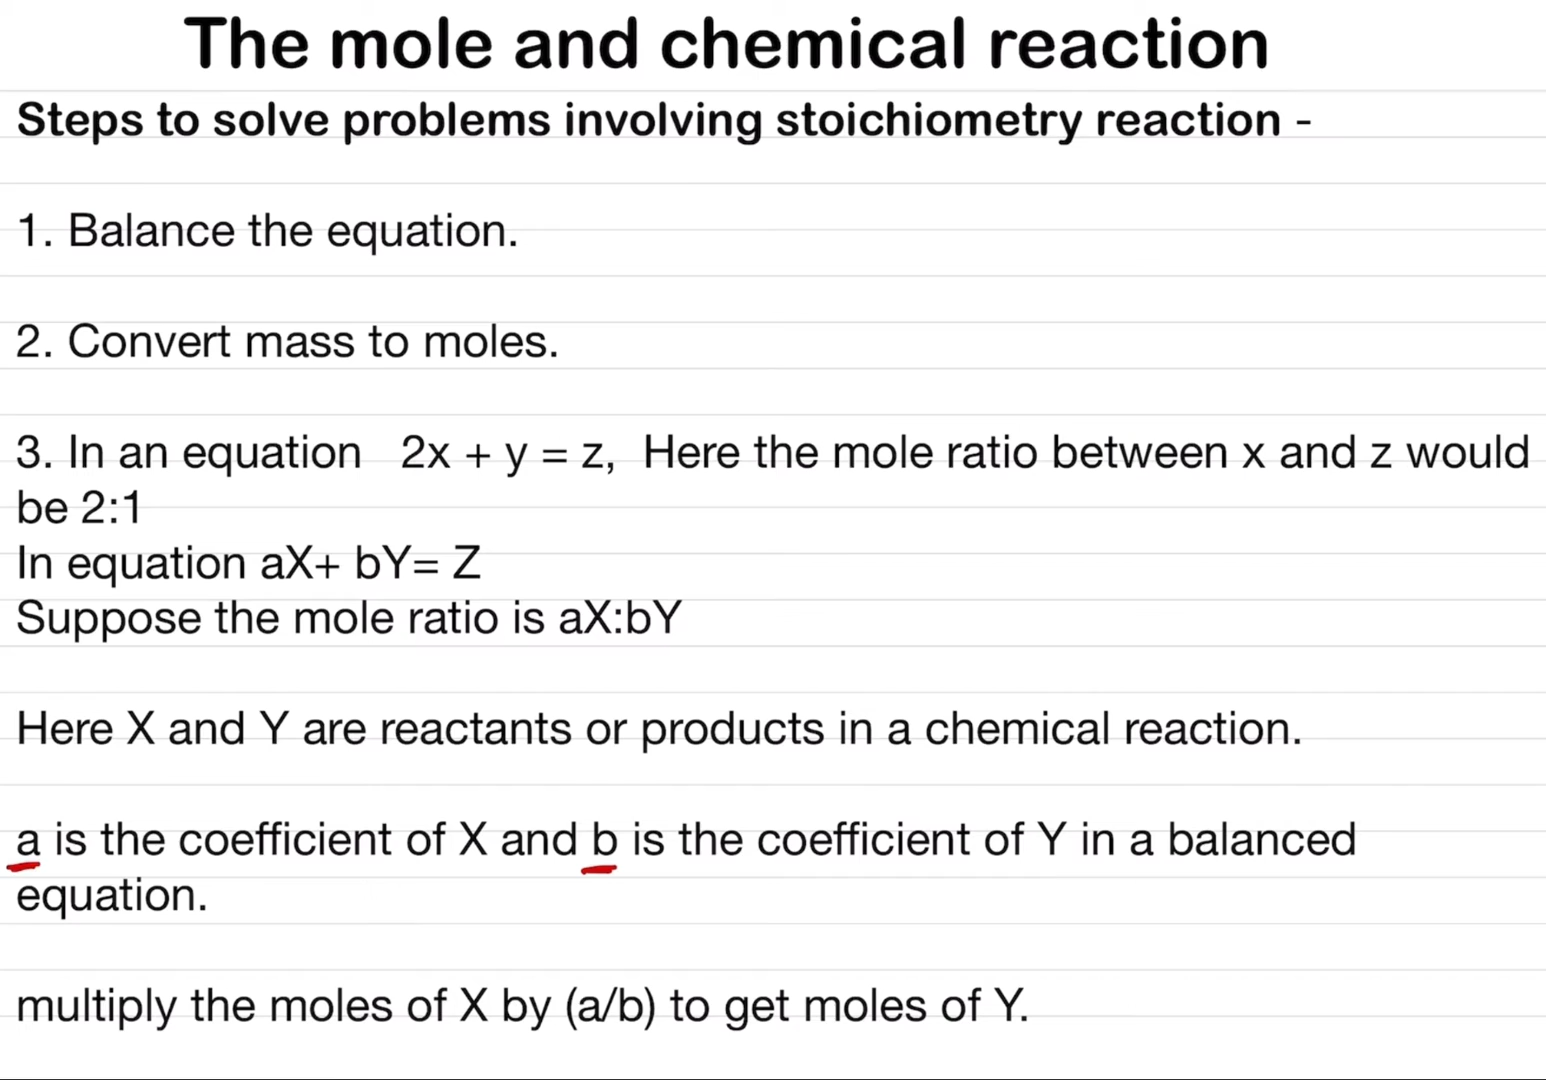 The mole and chemical reaction
Steps to solve problems involving stoichiometry reaction -
1. Balance the equation.
2. Convert mass to moles.
3. In an equation   2x + y = z,  Here the mole ratio between x and z would
be 2:1
In equation aX+ bY= Z
Suppose the mole ratio is aX:bY
Here X and Y are reactants or products in a chemical reaction.
a is the coefficient of X and b is the coefficient of Y in a balanced
equation.
multiply the moles of X by (a/b) to get moles of Y.